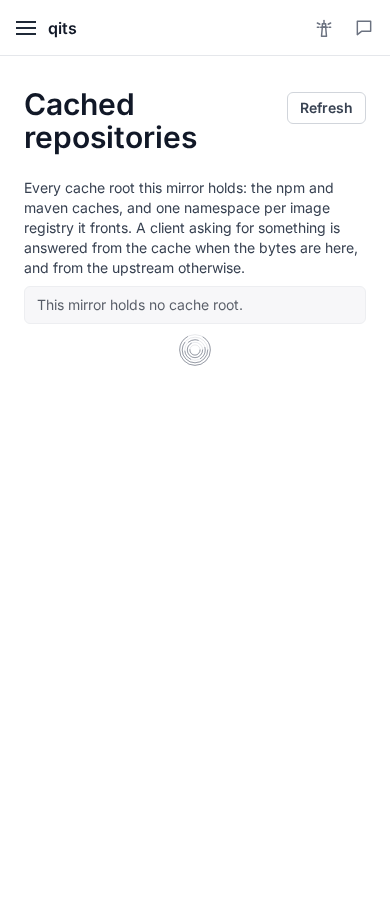 qits
Cached
repositories
Refresh
Every cache root this mirror holds: the npm and
maven caches, and one namespace per image
registry it fronts. A client asking for something is
answered from the cache when the bytes are here,
and from the upstream otherwise.
This mirror holds no cache root.